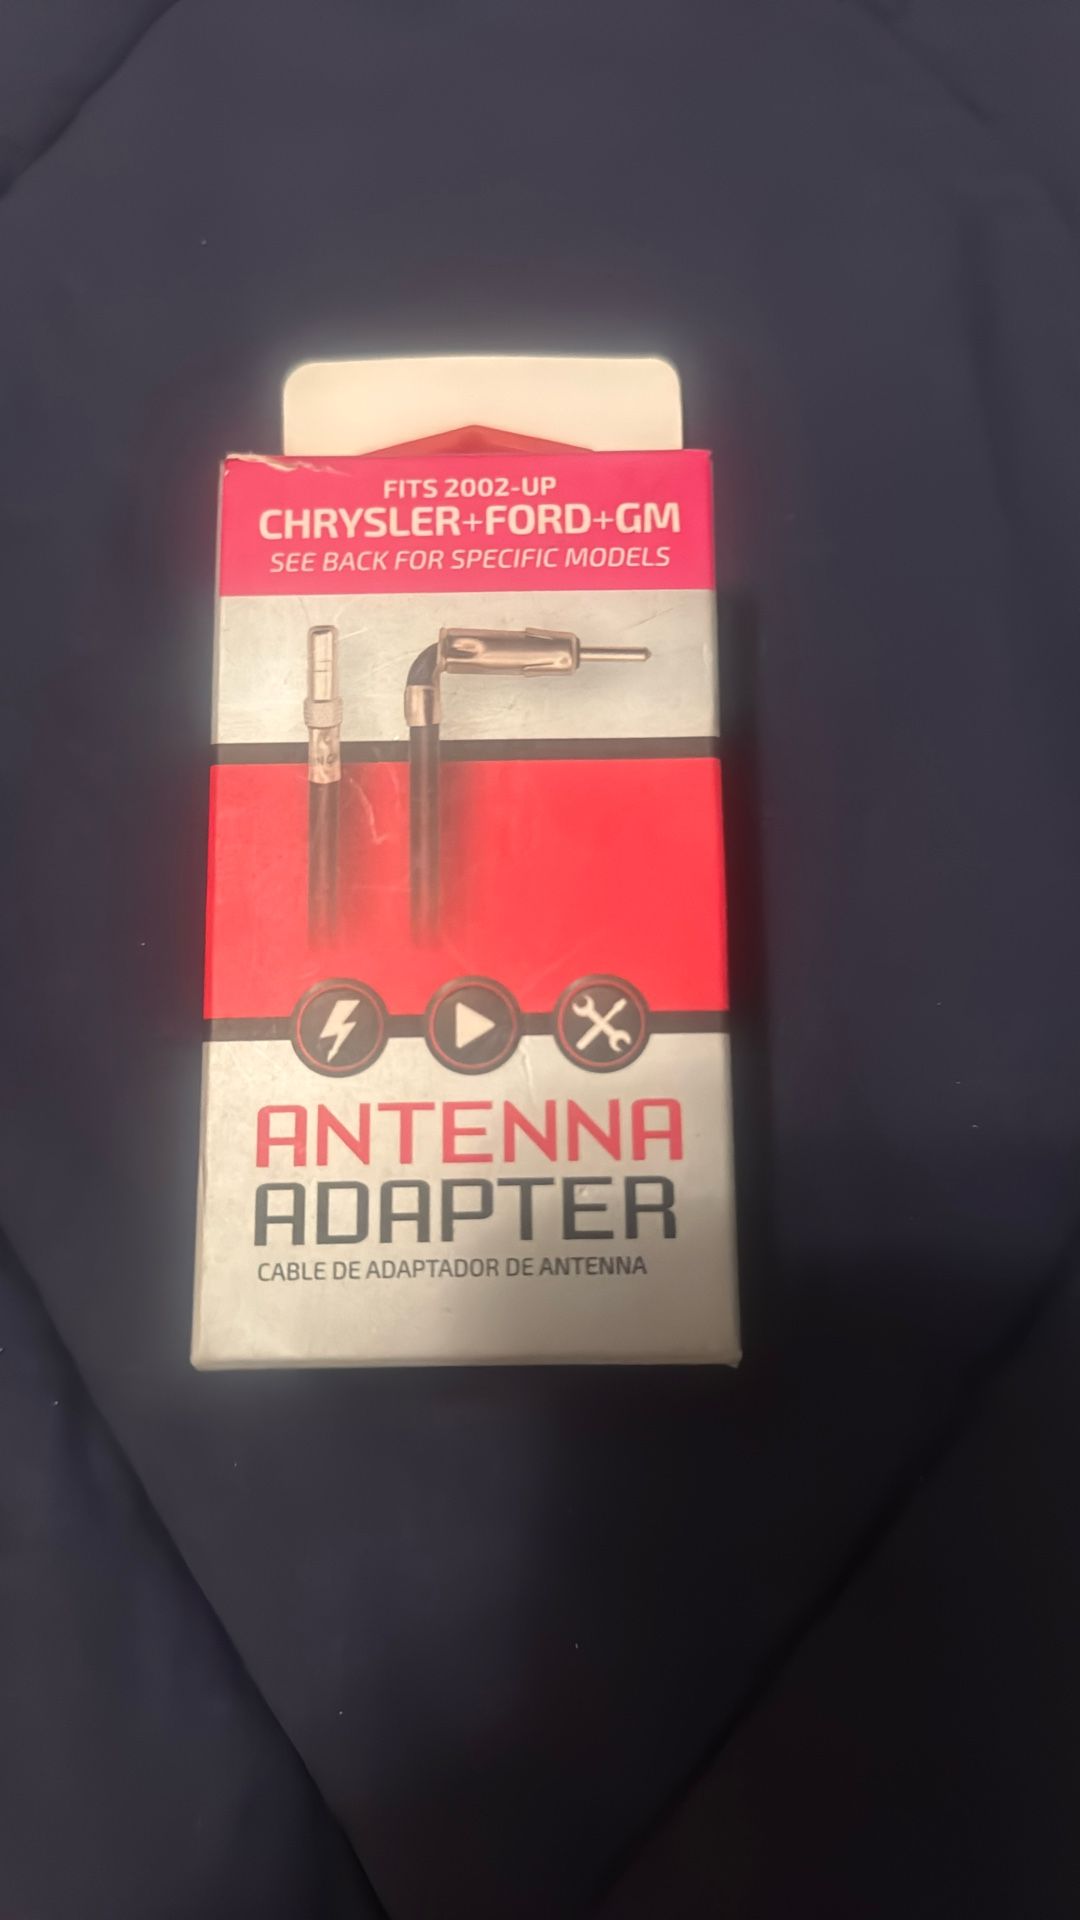 FITS 2002-UP
CHRYSLER+FORD+GM
SEE BACK FOR SPECIFIC MODELS
ANTENNA
ADAPTER
CABLE DE ADAPTADOR DE ANTENNA